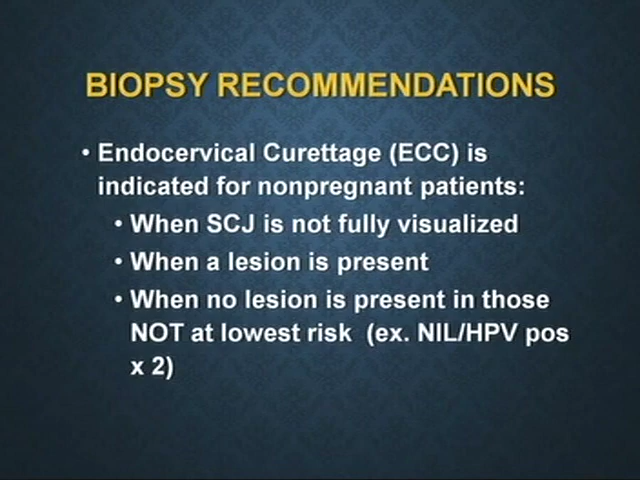 BIOPSY RECOMMENDATIONS
• Endocervical Curettage (ECC) is
indicated for nonpregnant patients:
• When SCJ is not fully visualized
• When a lesion is present
• When no lesion is present in those
NOT at lowest risk (ex. NIL/HPV pos
x 2)